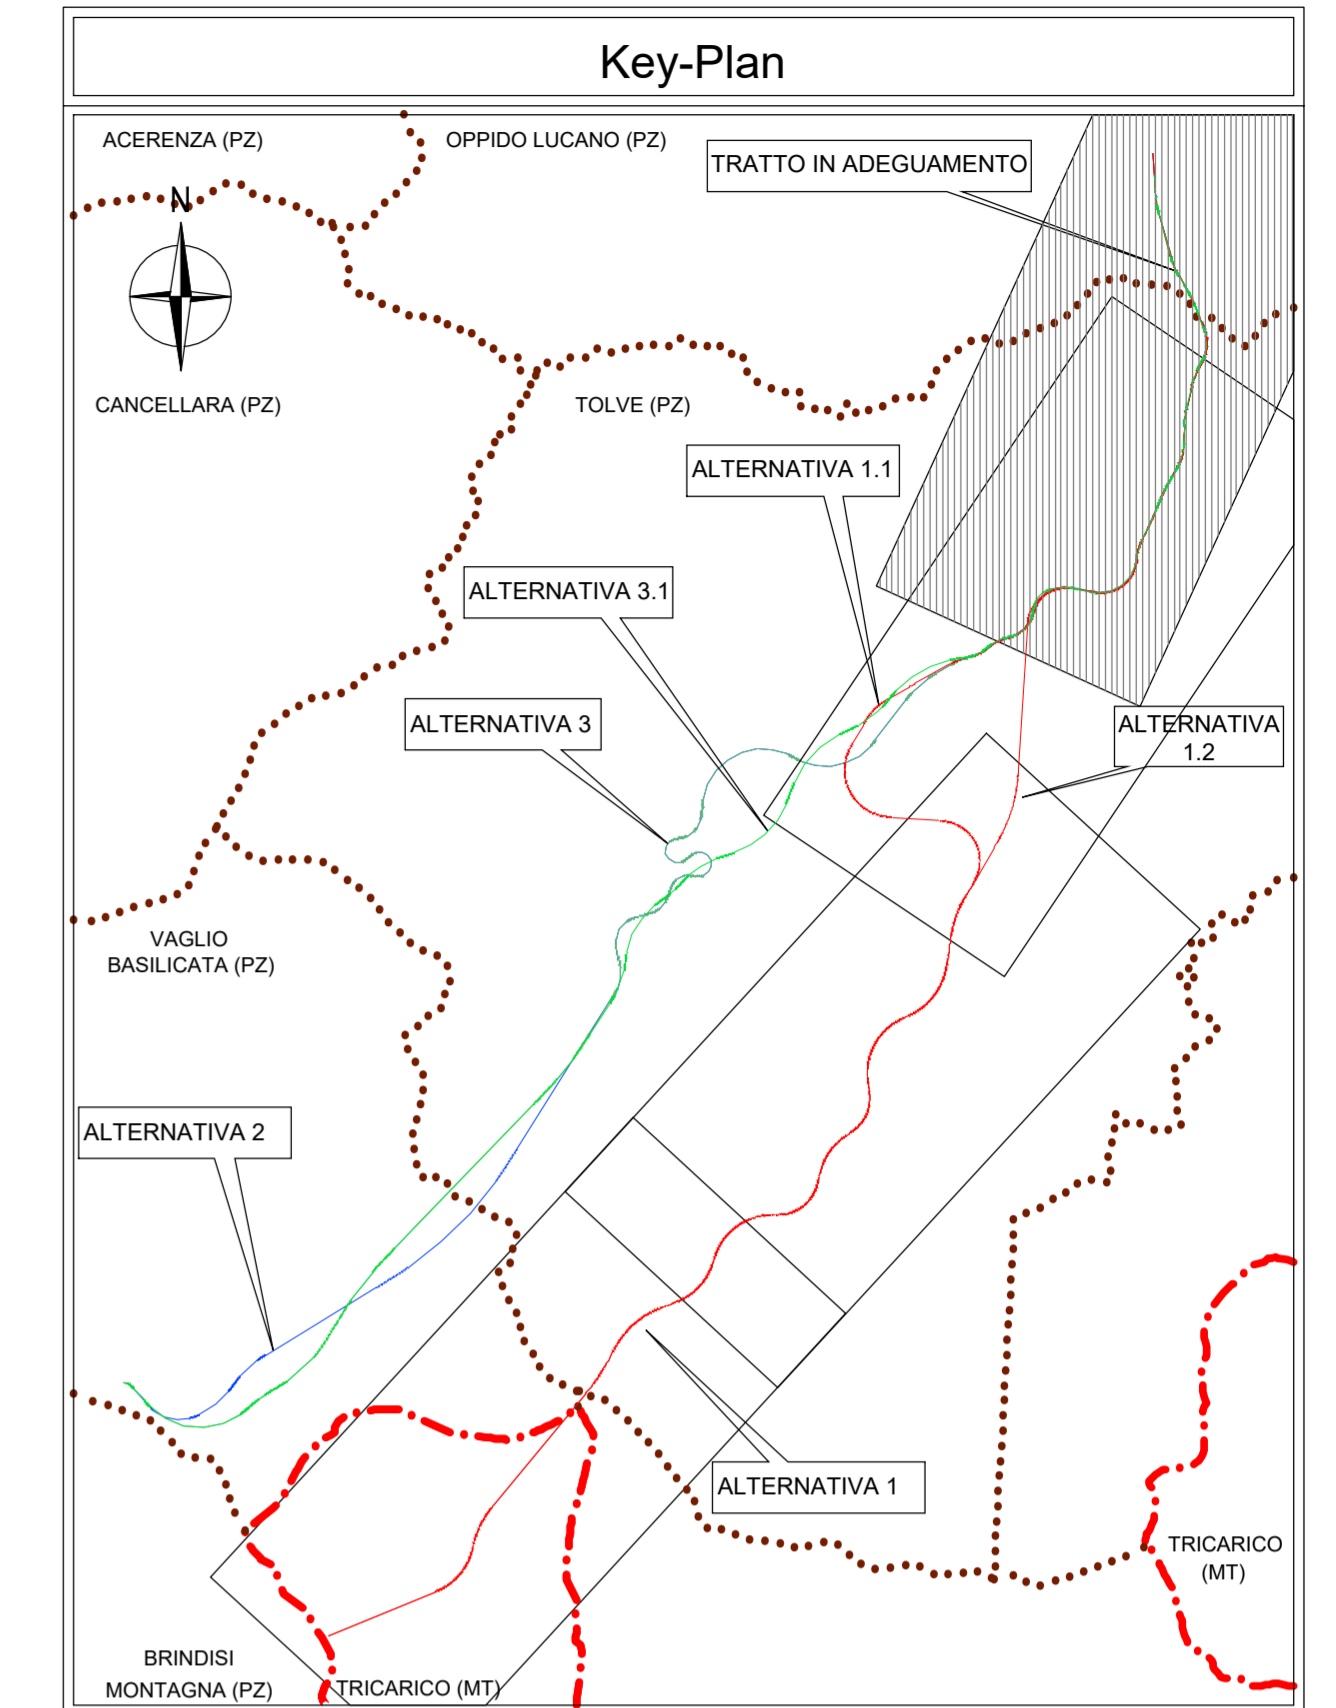 Key-Plan
ACERENZA (PZ)
OPPIDO LUCANO (PZ)
TRATTO IN ADEGUAMENTO
N
CANCELLARA (PZ)
TOLVE (PZ)
ALTERNATIVA 1.1
ALTERNATIVA 3.1
ALTERNATIVA 3
ALTERNATIVA
1.2
VAGLIO
BASILICATA (PZ)
ALTERNATIVA 2
ALTERNATIVA 1
TRICARICO
(MT)
BRINDISI
MONTAGNA (PZ)
TRICARICO (MT)